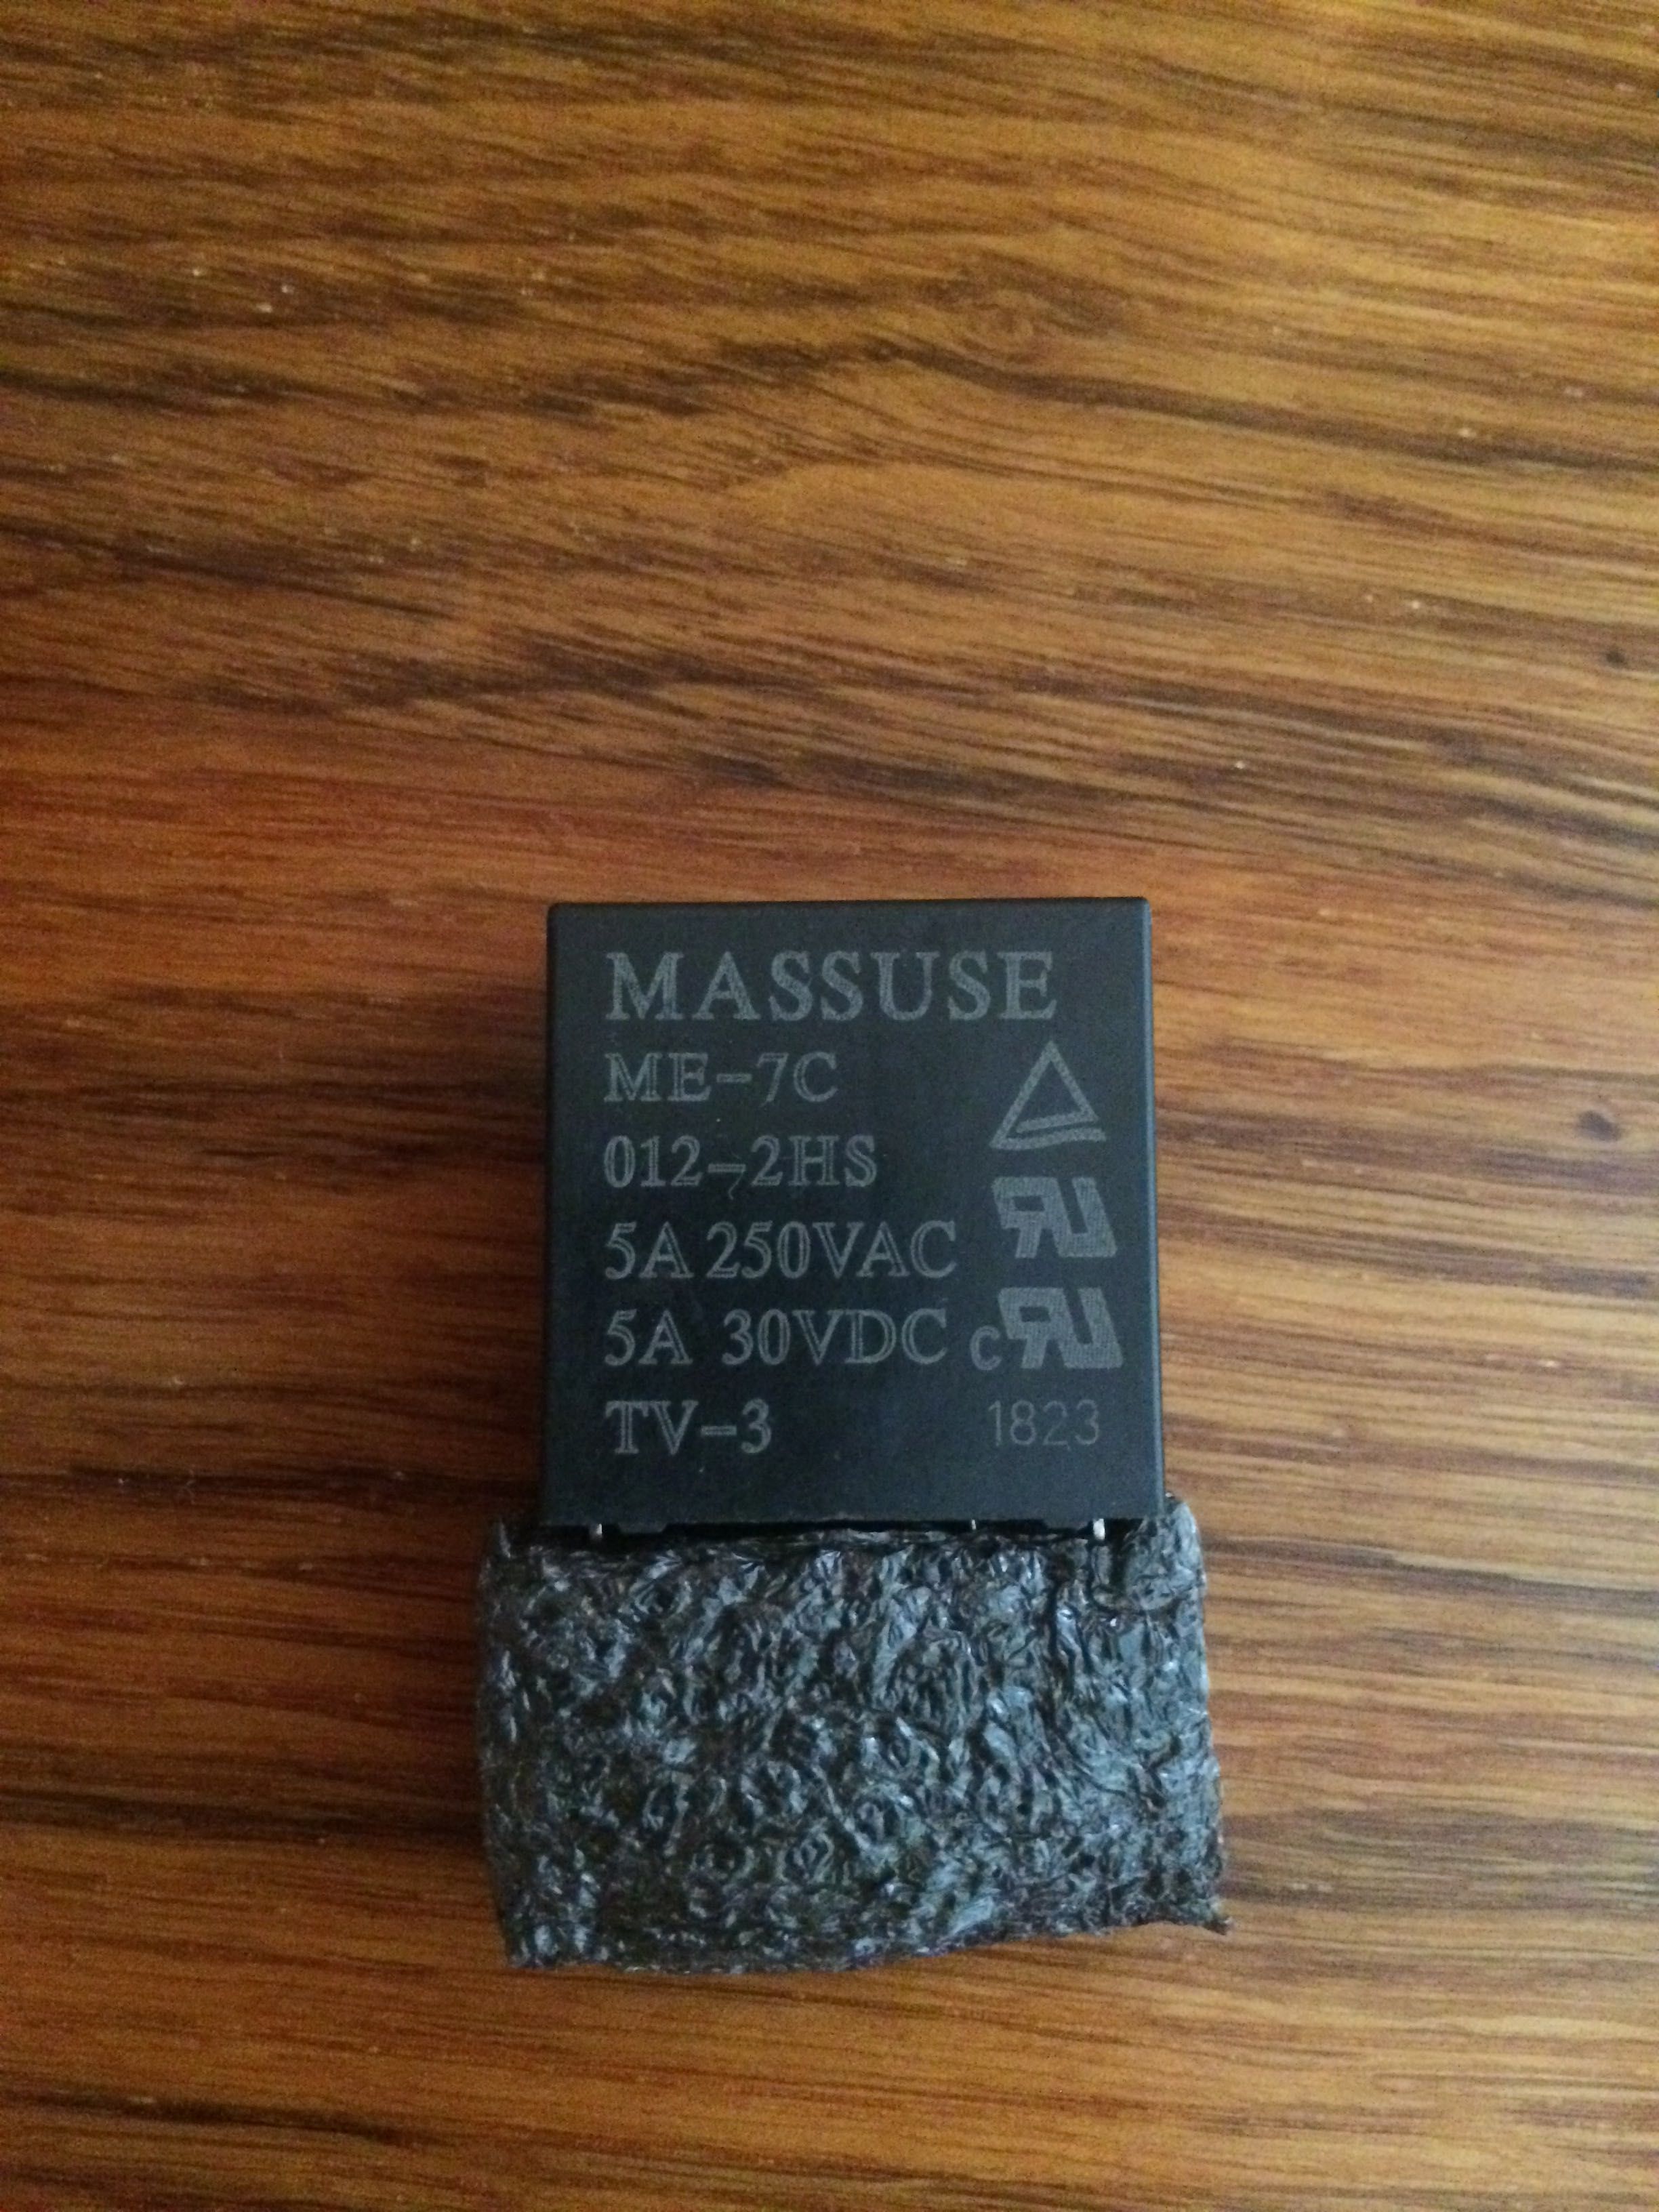 MASSUSE
ME-7C
012-2HS
5A 250VAC
5A 30VDC c
TV-3 1823